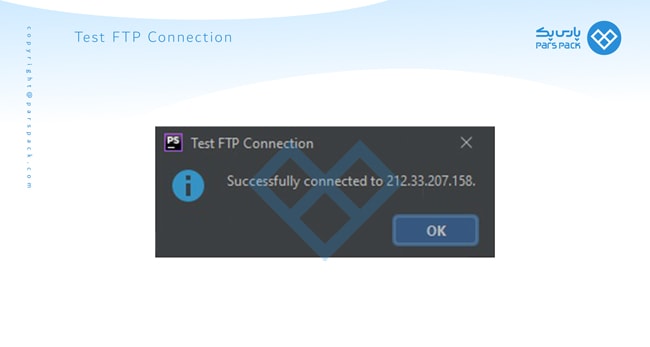 Test FTP Connection
پارس پک
PARS PACK
copyright@parspack.com
PS
Test FTP Connection
Successfully connected to 212.33.207.158.
OK